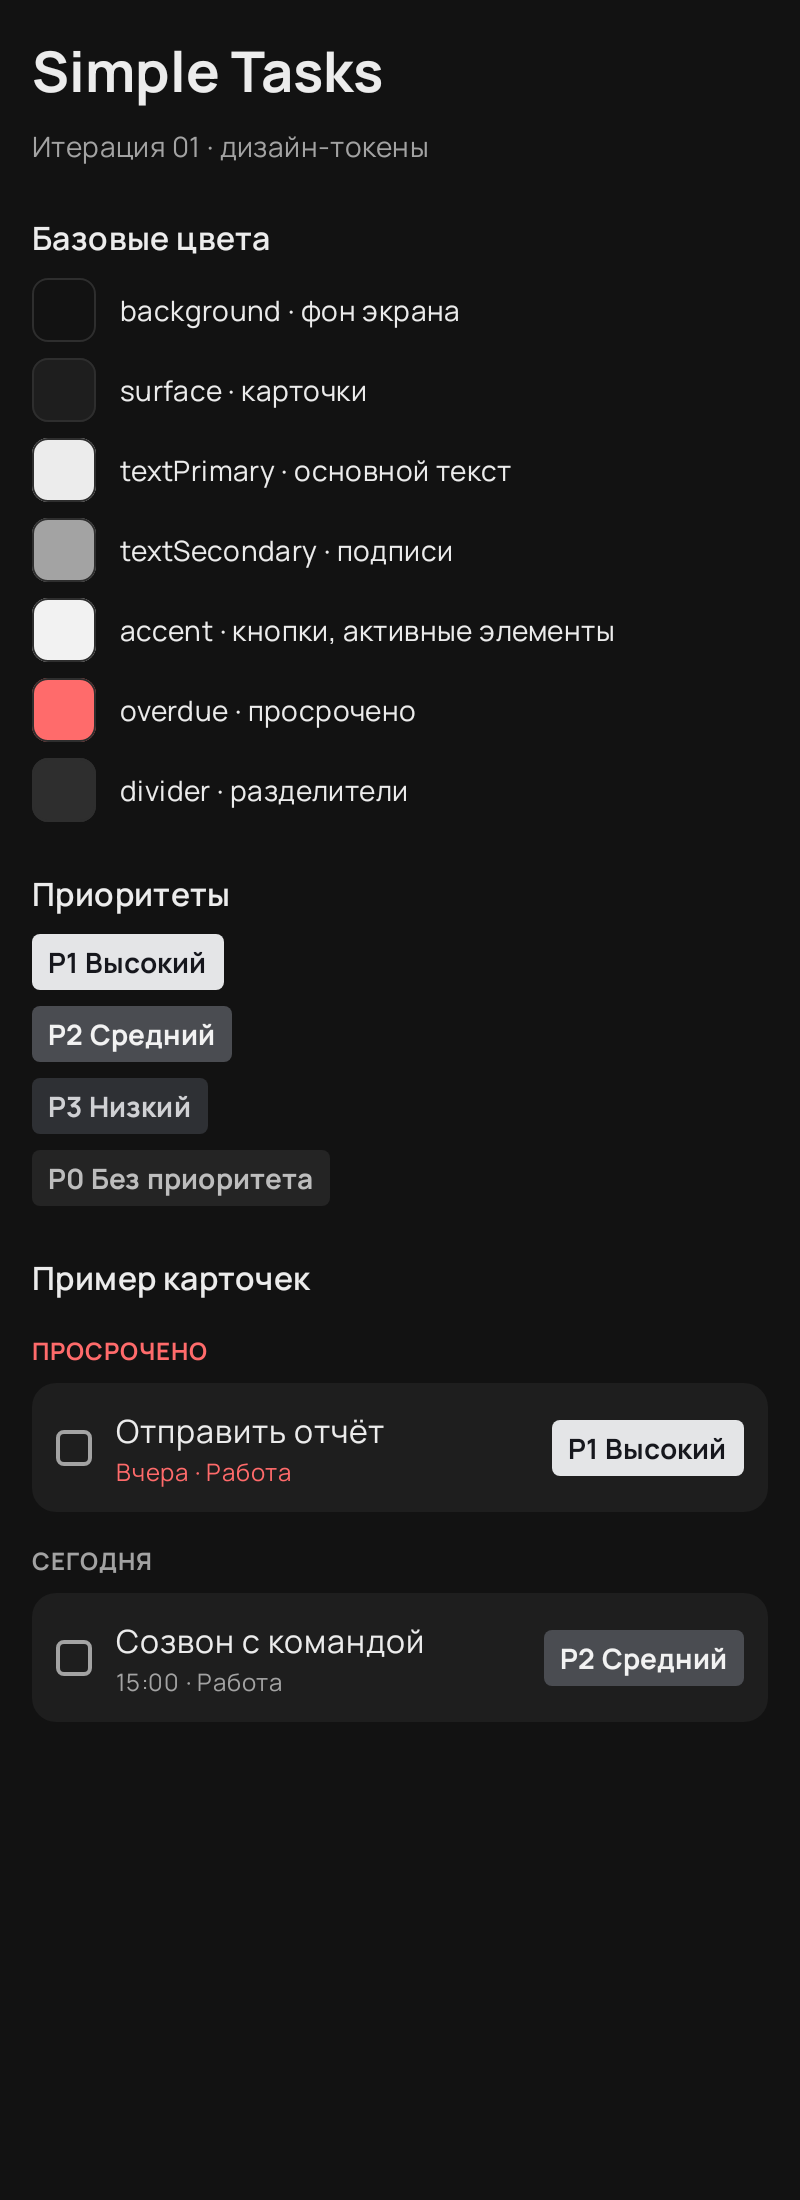 Simple Tasks
Итерация 01 · дизайн-токены
Базовые цвета
background · фон экрана
surface · карточки
textPrimary · основной текст
textSecondary · подписи
accent · кнопки, активные элементы
overdue · просрочено
divider · разделители
Приоритеты
P1 Высокий
P2 Средний
P3 Низкий
P0 Без приоритета
Пример карточек
ПРОСРОЧЕНО
Отправить отчёт
P1 Высокий
Вчера · Работа
СЕГОДНЯ
Созвон с командой
P2 Средний
15:00 · Работа